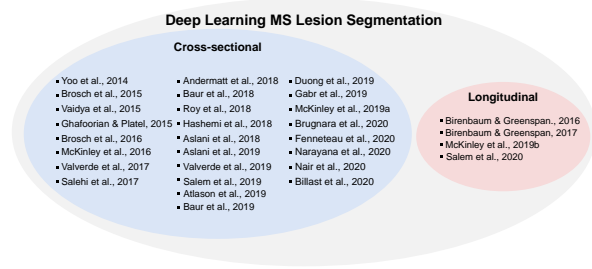 Deep Learning MS Lesion Segmentation
Cross-sectional
▪ Yoo et al., 2014
▪ Brosch et al., 2015
▪ Vaidya et al., 2015
▪ Ghafoorian & Platel, 2015
▪ Brosch et al., 2016
▪ McKinley et al., 2016
▪ Valverde et al., 2017
▪ Salehi et al., 2017
▪ Andermatt et al., 2018
▪ Baur et al., 2018
▪ Roy et al., 2018
▪ Hashemi et al., 2018
▪ Aslani et al., 2018
▪ Aslani et al., 2019
▪ Valverde et al., 2019
▪ Salem et al., 2019
▪ Atlason et al., 2019
▪ Baur et al., 2019
▪ Duong et al., 2019
▪ Gabr et al., 2019
▪ McKinley et al., 2019a
▪ Brugnara et al., 2020
▪ Fenneteau et al., 2020
▪ Narayana et al., 2020
▪ Nair et al., 2020
▪ Billast et al., 2020
Longitudinal
▪ Birenbaum & Greenspan., 2016
▪ Birenbaum & Greenspan, 2017
▪ McKinley et al., 2019b
▪ Salem et al., 2020